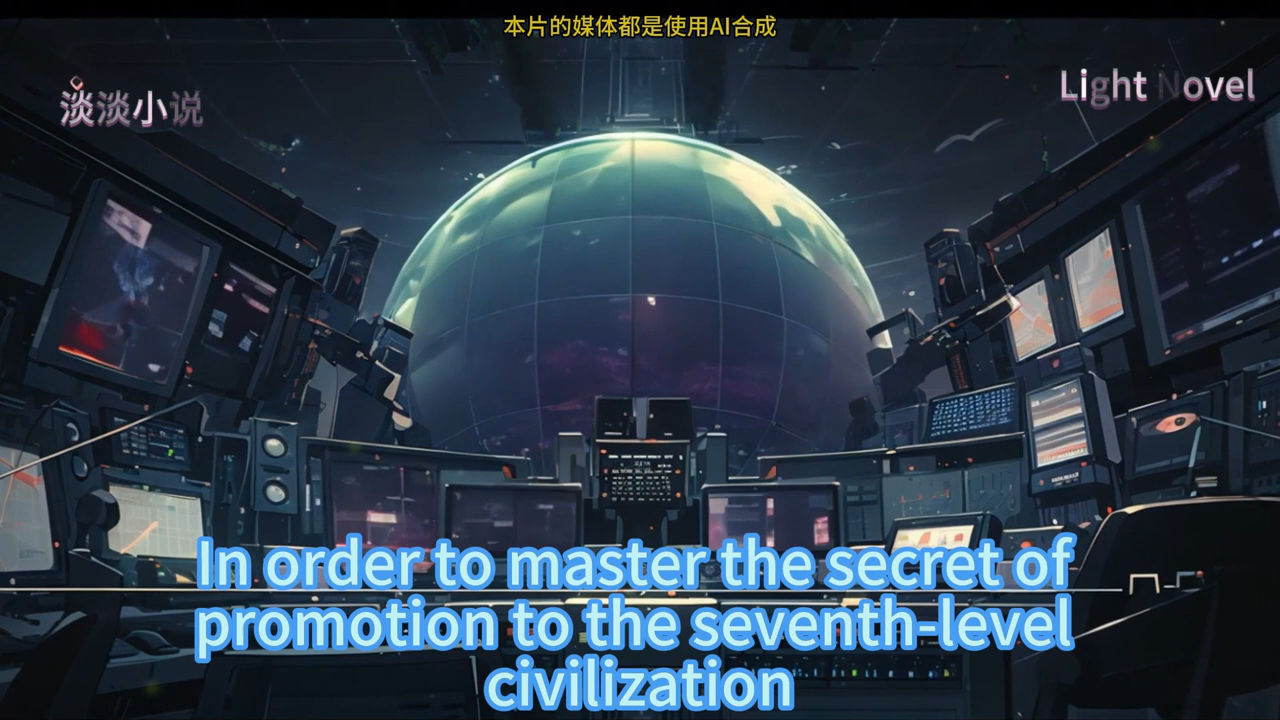 本片的媒体都是使用AI合成
淡淡小说
Light Novel
In order to master the secret of
promotion to the seventh-level
civilization